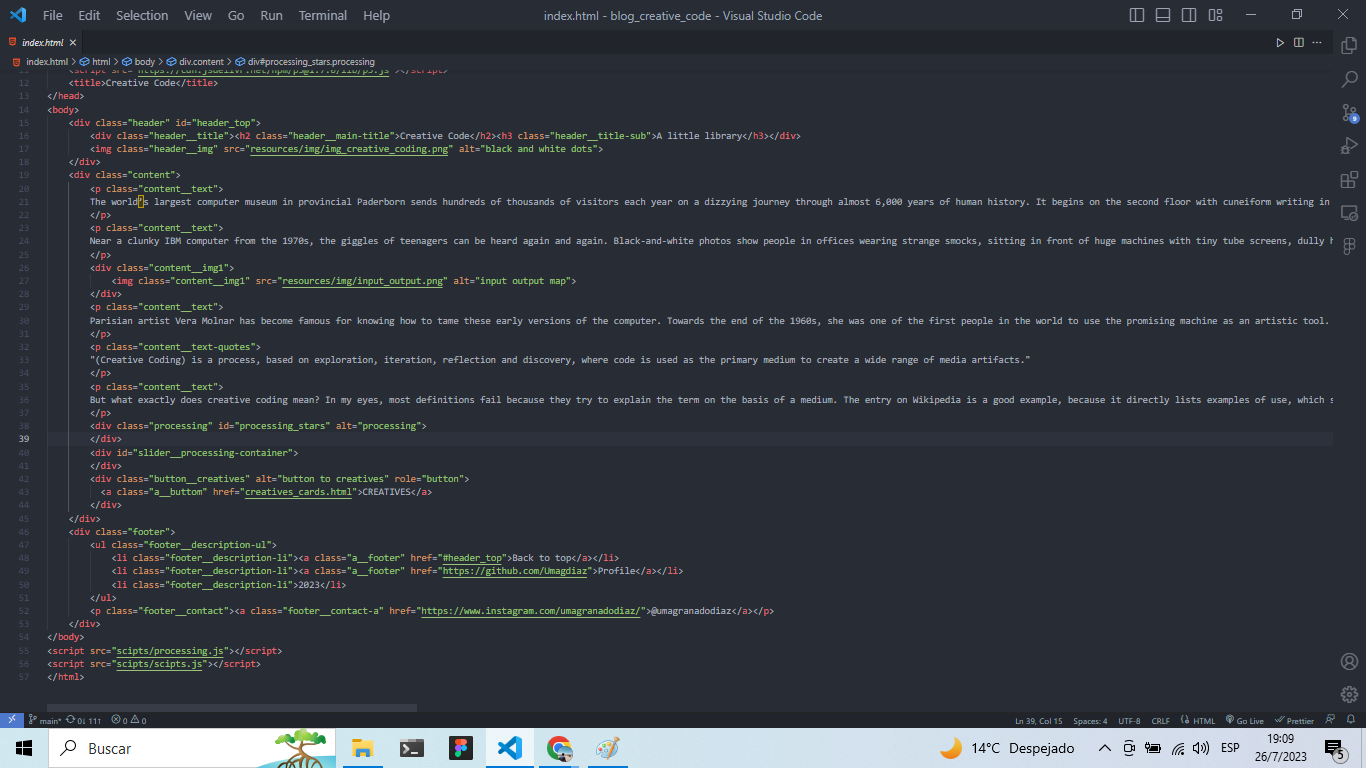 File Edit Selection View Go Run Terminal Help
index.html - blog_creative_code - Visual Studio Code
index.html
index.html > html > body > div.content > div#processing_stars.processing
11 <script src="https://cdn.jsdelivr.net/npm/p5@1.7.0/lib/p5.js"></script>
12 <title>Creative Code</title>
13 </head>
14 <body>
15 <div class="header" id="header_top">
16 <div class="header__title"><h2 class="header__main-title">Creative Code</h2><h3 class="header__title-sub">A little library</h3></div>
17 <img class="header__img" src="resources/img/img_creative_coding.png" alt="black and white dots">
18 </div>
19 <div class="content">
20 <p class="content__text">
21 The world’s largest computer museum in provincial Paderborn sends hundreds of thousands of visitors each year on a dizzying journey through almost 6,000 years of human history. It begins on the second floor with cuneiform writing in
22 </p>
23 <p class="content__text">
24 Near a clunky IBM computer from the 1970s, the giggles of teenagers can be heard again and again. Black-and-white photos show people in offices wearing strange smocks, sitting in front of huge machines with tiny tube screens, dully
25 </p>
26 <div class="content__img1">
27 <img class="content__img1" src="resources/img/input_output.png" alt="input output map">
28 </div>
29 <p class="content__text">
30 Parisian artist Vera Molnar has become famous for knowing how to tame these early versions of the computer. Towards the end of the 1960s, she was one of the first people in the world to use the promising machine as an artistic tool.
31 </p>
32 <p class="content__text-quotes">
33 "(Creative Coding) is a process, based on exploration, iteration, reflection and discovery, where code is used as the primary medium to create a wide range of media artifacts."
34 </p>
35 <p class="content__text">
36 But what exactly does creative coding mean? In my eyes, most definitions fail because they try to explain the term on the basis of a medium. The entry on Wikipedia is a good example, because it directly lists examples of use, which
37 </p>
38 <div class="processing" id="processing_stars" alt="processing">
39 </div>
40 <div id="slider__processing-container">
41 </div>
42 <div class="button__creatives" alt="button to creatives" role="button">
43 <a class="a__buttom" href="creatives_cards.html">CREATIVES</a>
44 </div>
45 </div>
46 <div class="footer">
47 <ul class="footer__description-ul">
48 <li class="footer__description-li"><a class="a__footer" href="#header_top">Back to top</a></li>
49 <li class="footer__description-li"><a class="a__footer" href="https://github.com/Umagdiaz">Profile</a></li>
50 <li class="footer__description-li">2023</li>
51 </ul>
52 <p class="footer__contact"><a class="footer__contact-a" href="https://www.instagram.com/umagranadodiaz/">@umagranadodiaz</a></p>
53 </div>
54 </body>
55 <script src="scipts/processing.js"></script>
56 <script src="scipts/scipts.js"></script>
57 </html>
main* 0↓ 11↑ 0 0 Ln 39, Col 15 Spaces: 4 UTF-8 CRLF HTML Go Live Prettier
Buscar
14°C Despejado
ESP
19:09
26/7/2023
5